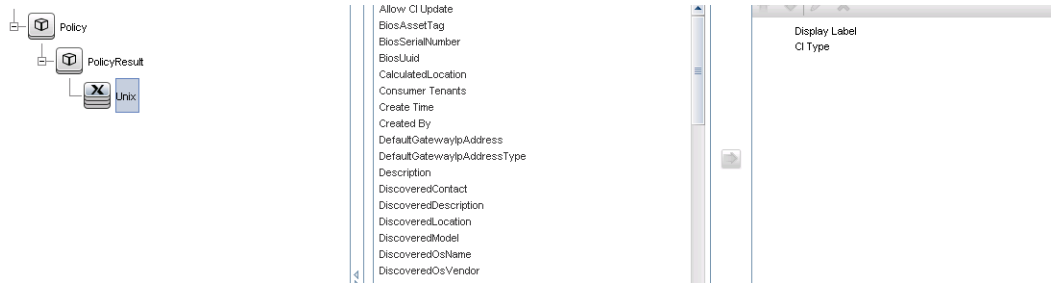 Policy
PolicyResult
Unix
Allow CI Update
BiosAssetTag
BiosSerialNumber
BiosUuid
CalculatedLocation
Consumer Tenants
Create Time
Created By
DefaultGatewayIpAddress
DefaultGatewayIpAddressType
Description
DiscoveredContact
DiscoveredDescription
DiscoveredLocation
DiscoveredModel
DiscoveredOsName
DiscoveredOsVendor
Display Label
CI Type